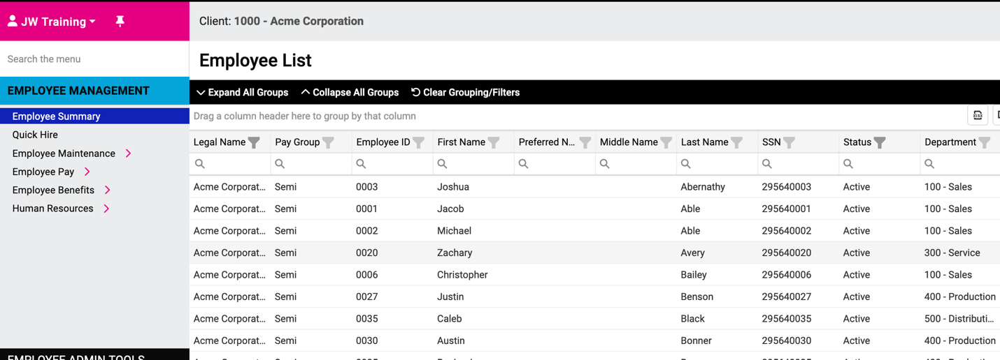 JW Training
Client: 1000 - Acme Corporation
Search the menu
Employee List
EMPLOYEE MANAGEMENT
Expand All Groups Collapse All Groups Clear Grouping/Filters
Employee Summary
Drag a column header here to group by that column
xlsx
Quick Hire
Employee Maintenance
Employee Pay
Employee Benefits
Human Resources
EMPLOYEE ADMIN TOOLS
Legal Name Pay Group Employee ID First Name Preferred N... Middle Name Last Name SSN Status Department
Acme Corporat... Semi 0003 Joshua Abernathy 295640003 Active 100 - Sales
Acme Corporat... Semi 0001 Jacob Able 295640001 Active 100 - Sales
Acme Corporat... Semi 0002 Michael Able 295640002 Active 100 - Sales
Acme Corporat... Semi 0020 Zachary Avery 295640020 Active 300 - Service
Acme Corporat... Semi 0006 Christopher Bailey 295640006 Active 100 - Sales
Acme Corporat... Semi 0027 Justin Benson 295640027 Active 400 - Production
Acme Corporat... Semi 0035 Caleb Black 295640035 Active 500 - Distributi...
Acme Corporat... Semi 0030 Austin Bonner 295640030 Active 400 - Production